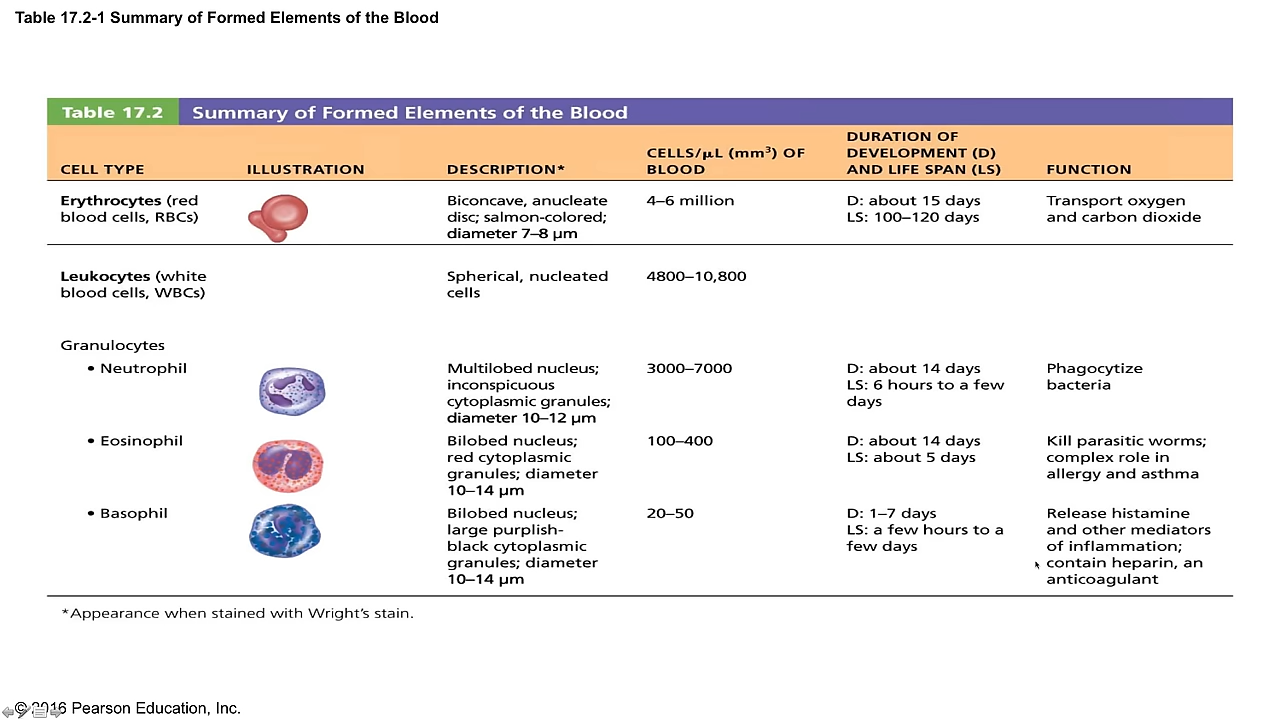 Table 17.2-1 Summary of Formed Elements of the Blood
Table 17.2 Summary of Formed Elements of the Blood
CELL TYPE
ILLUSTRATION
DESCRIPTION*
CELLS/µL (mm³) OF
BLOOD
DURATION OF
DEVELOPMENT (D)
AND LIFE SPAN (LS)
FUNCTION
Erythrocytes (red
blood cells, RBCs)
Biconcave, anucleate
disc; salmon-colored;
diameter 7–8 µm
4–6 million
D: about 15 days
LS: 100–120 days
Transport oxygen
and carbon dioxide
Leukocytes (white
blood cells, WBCs)
Spherical, nucleated
cells
4800–10,800
Granulocytes
• Neutrophil
Multilobed nucleus;
inconspicuous
cytoplasmic granules;
diameter 10–12 µm
3000–7000
D: about 14 days
LS: 6 hours to a few
days
Phagocytize
bacteria
• Eosinophil
Bilobed nucleus;
red cytoplasmic
granules; diameter
10–14 µm
100–400
D: about 14 days
LS: about 5 days
Kill parasitic worms;
complex role in
allergy and asthma
• Basophil
Bilobed nucleus;
large purplish-
black cytoplasmic
granules; diameter
10–14 µm
20–50
D: 1–7 days
LS: a few hours to a
few days
Release histamine
and other mediators
of inflammation;
contain heparin, an
anticoagulant
*Appearance when stained with Wright's stain.
© 2016 Pearson Education, Inc.